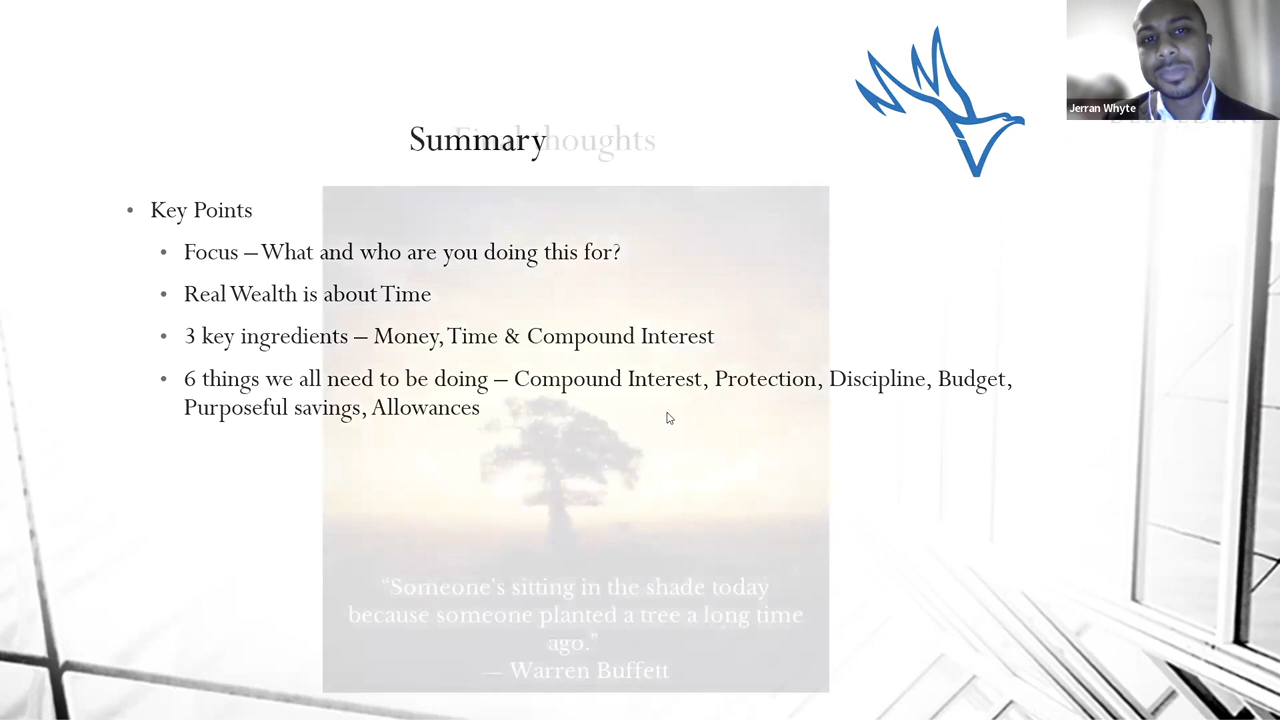 Jerran Whyte
Summary
Final thoughts
• Key Points
• Focus – What and who are you doing this for?
• Real Wealth is about Time
• 3 key ingredients – Money, Time & Compound Interest
• 6 things we all need to be doing – Compound Interest, Protection, Discipline, Budget,
Purposeful savings, Allowances
“Someone's sitting in the shade today
because someone planted a tree a long time
ago.”
— Warren Buffett